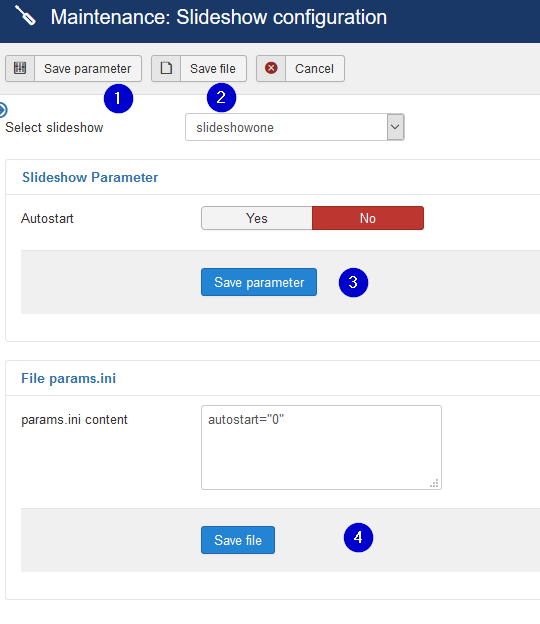 Maintenance: Slideshow configuration
Save parameter Save file Cancel
1 2
Select slideshow slideshowone
Slideshow Parameter
Autostart Yes No
Save parameter 3
File params.ini
params.ini content autostart="0"
Save file 4